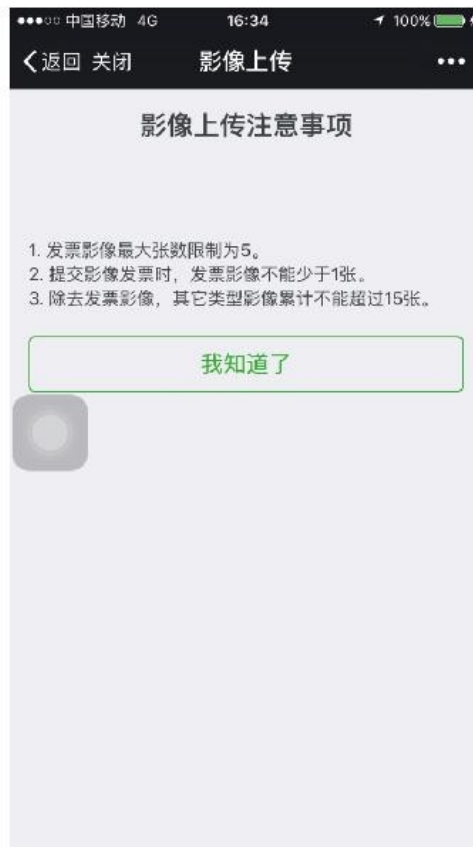 中国移动 4G 16:34 100%
返回 关闭 影像上传
影像上传注意事项
1. 发票影像最大张数限制为5。
2. 提交影像发票时，发票影像不能少于1张。
3. 除去发票影像，其它类型影像累计不能超过15张。
我知道了